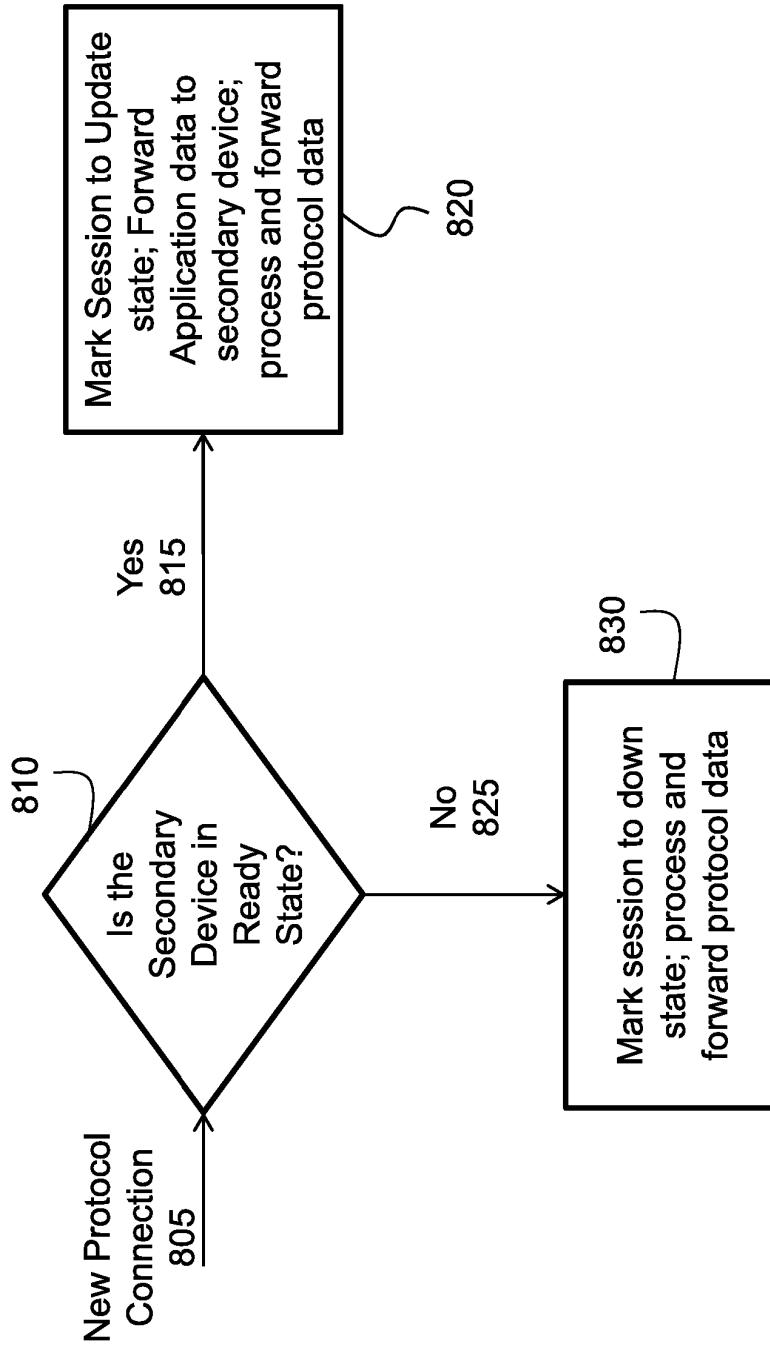 New Protocol
Connection
805
810
Is the
Secondary
Device in
Ready
State?
Yes
815
Mark Session to Update
state; Forward
Application data to
secondary device;
process and forward
protocol data
820
No
825
830
Mark session to down
state; process and
forward protocol data